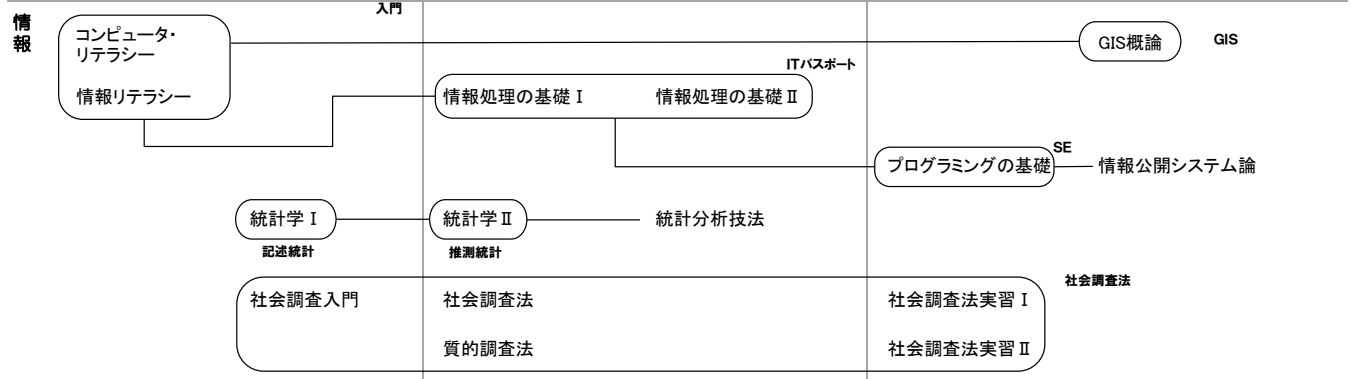 入門
情
報
コンピュータ・
リテラシー
情報リテラシー
GIS概論
GIS
ITパスポート
情報処理の基礎Ⅰ
情報処理の基礎Ⅱ
SE
プログラミングの基礎
情報公開システム論
統計学Ⅰ
統計学Ⅱ
統計分析技法
記述統計
推測統計
社会調査法
社会調査入門
社会調査法
社会調査法実習Ⅰ
質的調査法
社会調査法実習Ⅱ